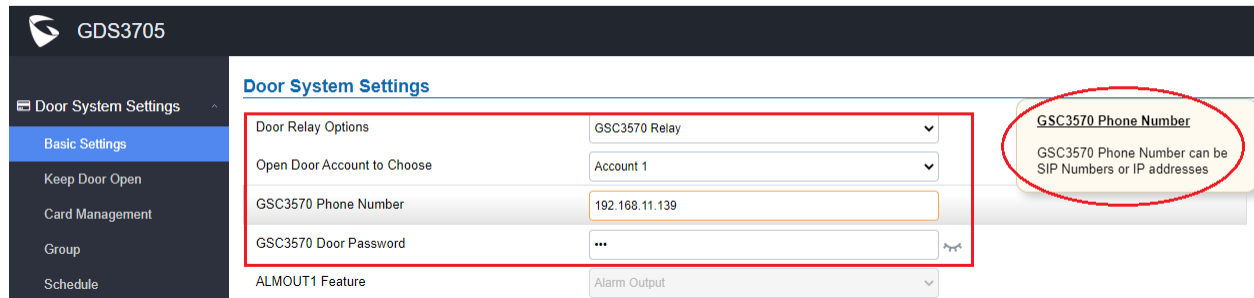 GDS3705
Door System Settings
Door System Settings
Basic Settings
Keep Door Open
Card Management
Group
Schedule
Door Relay Options GSC3570 Relay
Open Door Account to Choose Account 1
GSC3570 Phone Number 192.168.11.139
GSC3570 Door Password •••
ALMOUT1 Feature Alarm Output
GSC3570 Phone Number
GSC3570 Phone Number can be
SIP Numbers or IP addresses